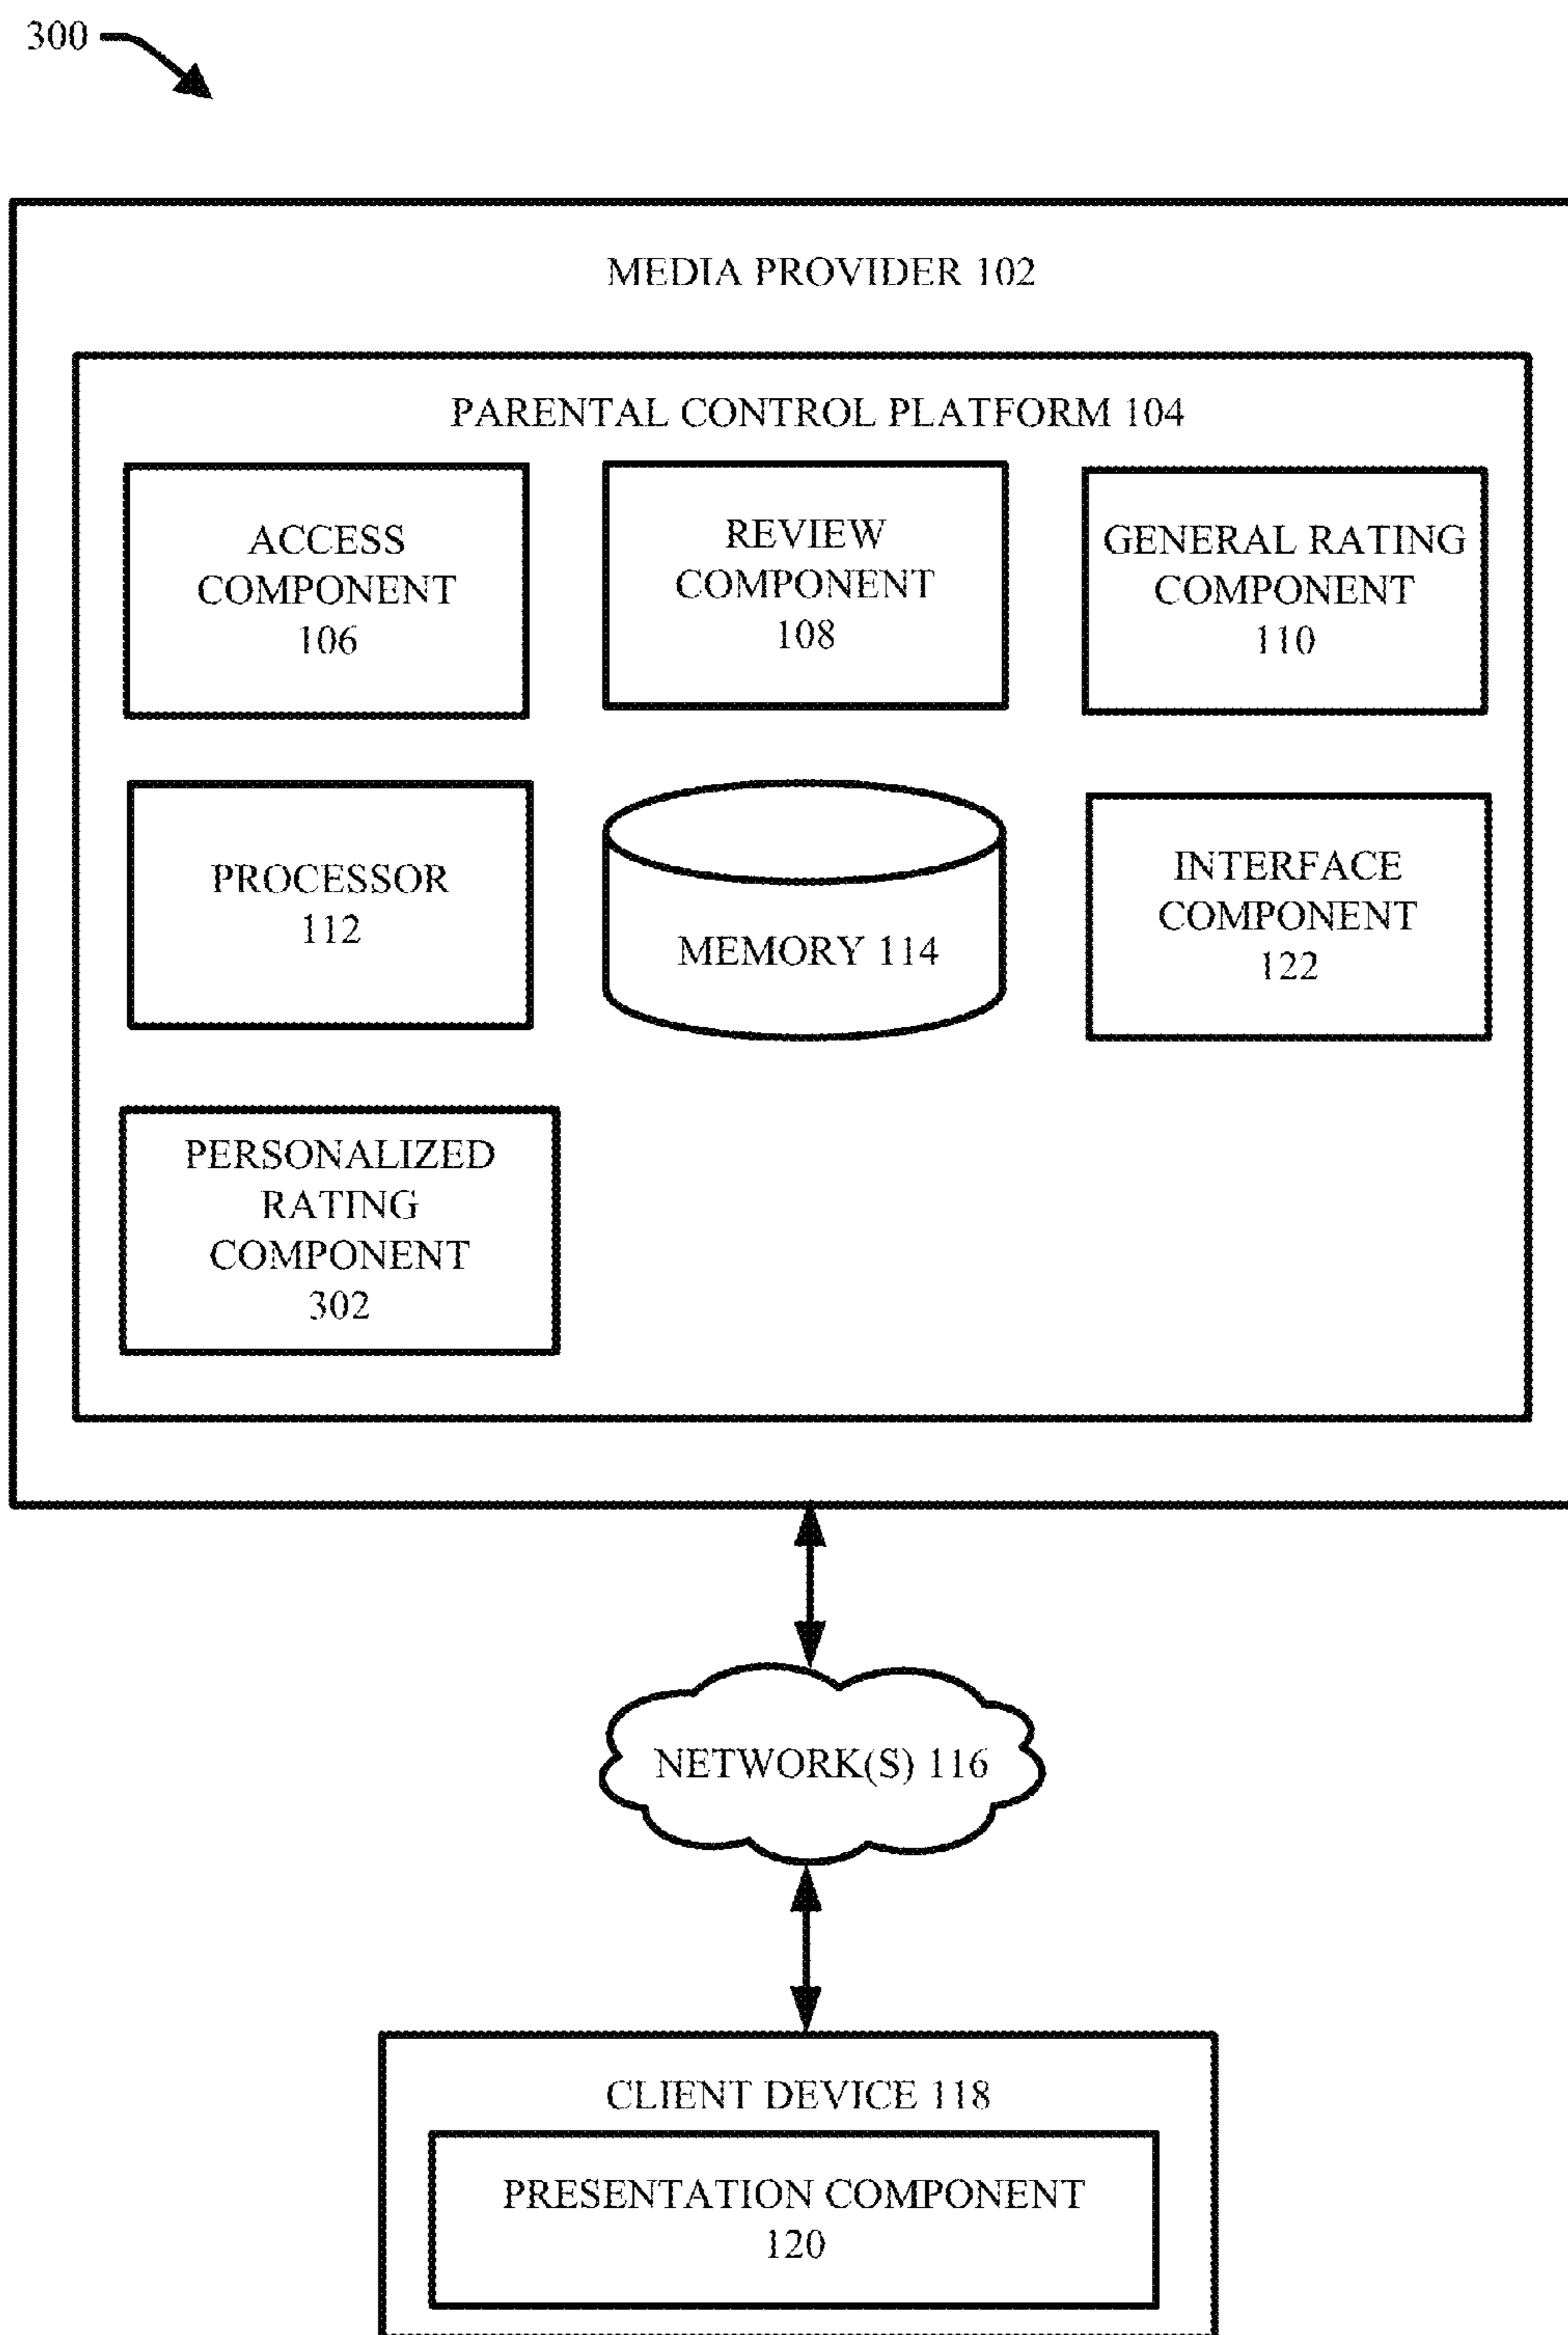 300
MEDIA PROVIDER 102
PARENTAL CONTROL PLATFORM 104
ACCESS
COMPONENT
106
REVIEW
COMPONENT
108
GENERAL RATING
COMPONENT
110
PROCESSOR
112
MEMORY 114
INTERFACE
COMPONENT
122
PERSONALIZED
RATING
COMPONENT
302
NETWORK(S) 116
CLIENT DEVICE 118
PRESENTATION COMPONENT
120